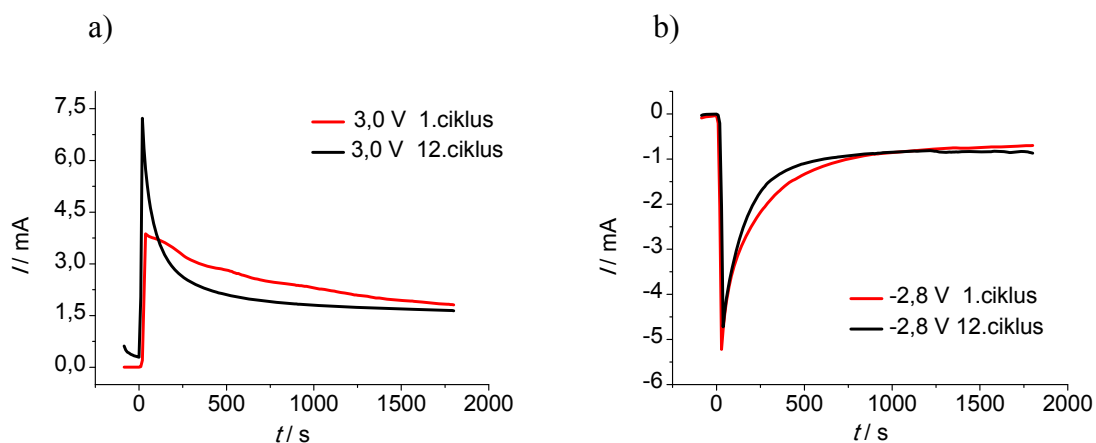 a)
7,5
6,0
4,5
3,0
1,5
0,0
I / mA
3,0 V 1.ciklus
3,0 V 12.ciklus
0
500
1000
1500
2000
t / s
b)
0
-1
-2
-3
-4
-5
-6
I / mA
-2,8 V 1.ciklus
-2,8 V 12.ciklus
0
500
1000
1500
2000
t / s